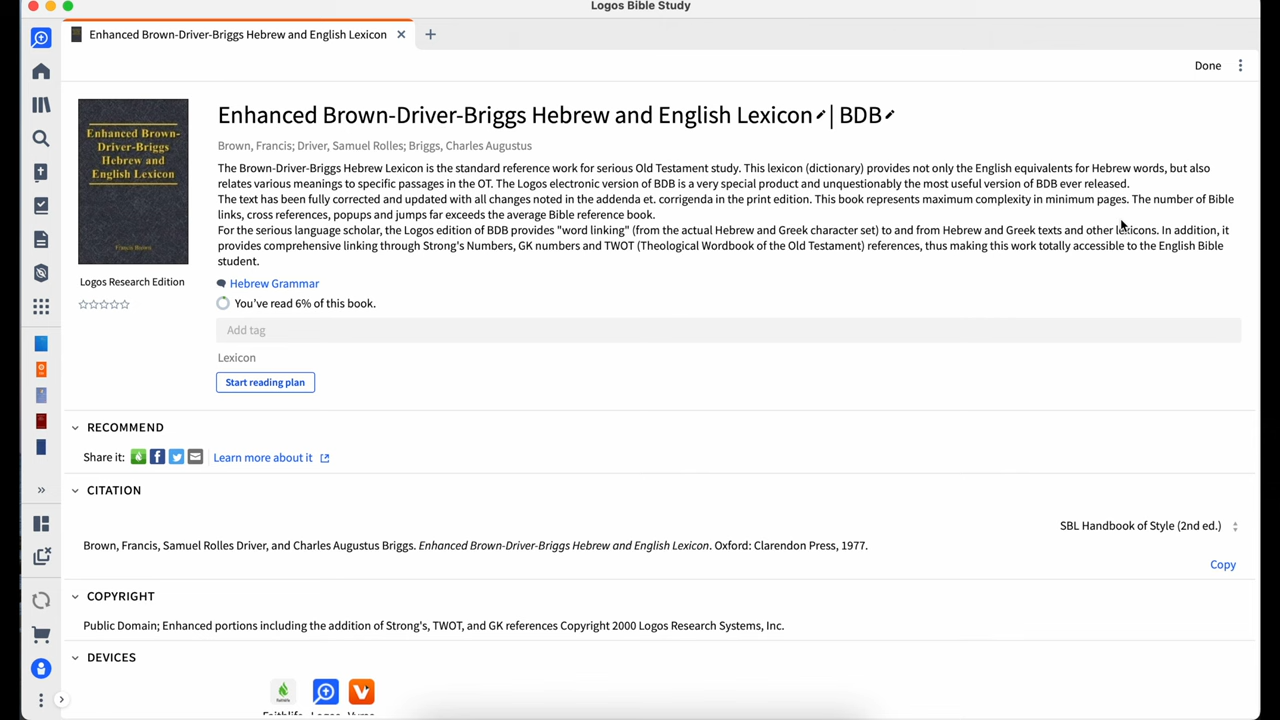 Logos Bible Study
Enhanced Brown-Driver-Briggs Hebrew and English Lexicon
Done
Enhanced Brown-
Driver-Briggs
Hebrew and
English Lexicon
Francis Brown
Logos Research Edition
Enhanced Brown-Driver-Briggs Hebrew and English Lexicon | BDB
Brown, Francis; Driver, Samuel Rolles; Briggs, Charles Augustus
The Brown-Driver-Briggs Hebrew Lexicon is the standard reference work for serious Old Testament study. This lexicon (dictionary) provides not only the English equivalents for Hebrew words, but also
relates various meanings to specific passages in the OT. The Logos electronic version of BDB is a very special product and unquestionably the most useful version of BDB ever released.
The text has been fully corrected and updated with all changes noted in the addenda et. corrigenda in the print edition. This book represents maximum complexity in minimum pages. The number of Bible
links, cross references, popups and jumps far exceeds the average Bible reference book.
For the serious language scholar, the Logos edition of BDB provides "word linking" (from the actual Hebrew and Greek character set) to and from Hebrew and Greek texts and other lexicons. In addition, it
provides comprehensive linking through Strong's Numbers, GK numbers and TWOT (Theological Wordbook of the Old Testament) references, thus making this work totally accessible to the English Bible
student.
Hebrew Grammar
You've read 6% of this book.
Add tag
Lexicon
Start reading plan
RECOMMEND
Share it:
Learn more about it
CITATION
SBL Handbook of Style (2nd ed.)
Brown, Francis, Samuel Rolles Driver, and Charles Augustus Briggs. Enhanced Brown-Driver-Briggs Hebrew and English Lexicon. Oxford: Clarendon Press, 1977.
Copy
COPYRIGHT
Public Domain; Enhanced portions including the addition of Strong's, TWOT, and GK references Copyright 2000 Logos Research Systems, Inc.
DEVICES
Faithlife Logos Verbum